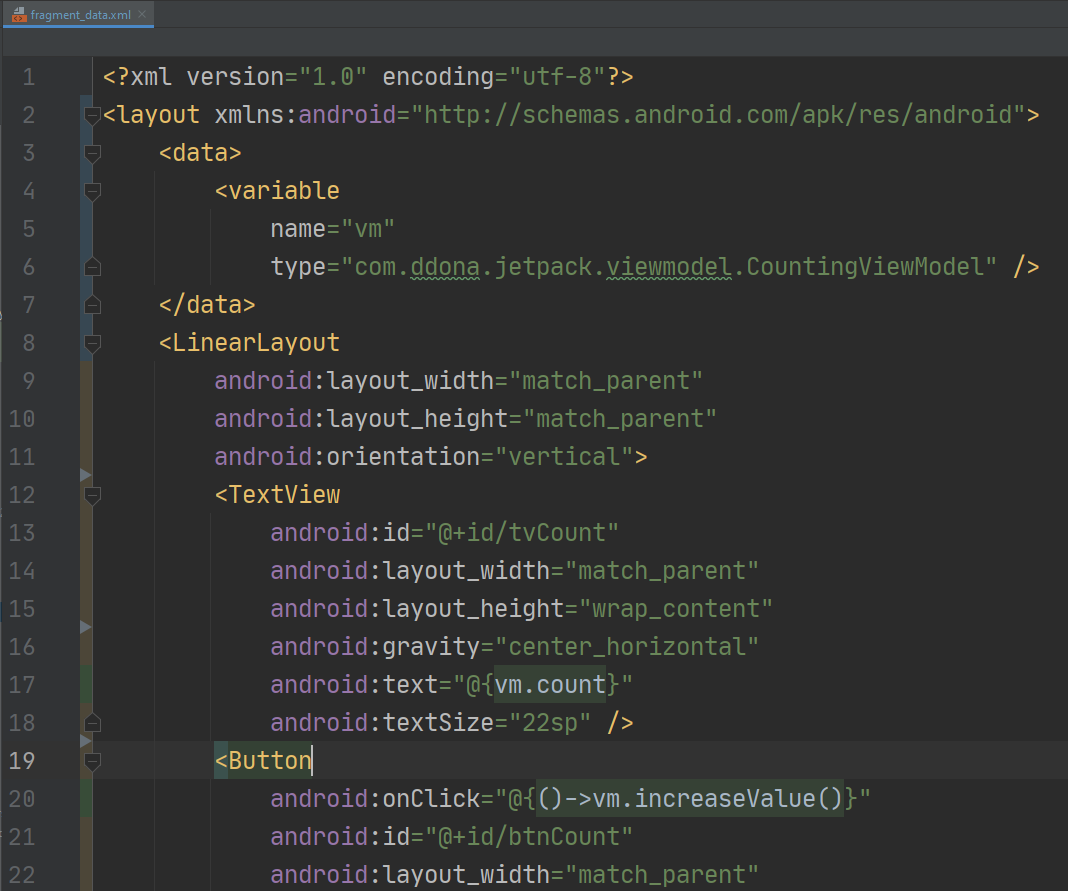 fragment_data.xml
1 <?xml version="1.0" encoding="utf-8"?>
2 <layout xmlns:android="http://schemas.android.com/apk/res/android">
3 <data>
4 <variable
5 name="vm"
6 type="com.ddona.jetpack.viewmodel.CountingViewModel" />
7 </data>
8 <LinearLayout
9 android:layout_width="match_parent"
10 android:layout_height="match_parent"
11 android:orientation="vertical">
12 <TextView
13 android:id="@+id/tvCount"
14 android:layout_width="match_parent"
15 android:layout_height="wrap_content"
16 android:gravity="center_horizontal"
17 android:text="@{vm.count}"
18 android:textSize="22sp" />
19 <Button
20 android:onClick="@{()->vm.increaseValue()}"
21 android:id="@+id/btnCount"
22 android:layout_width="match_parent"